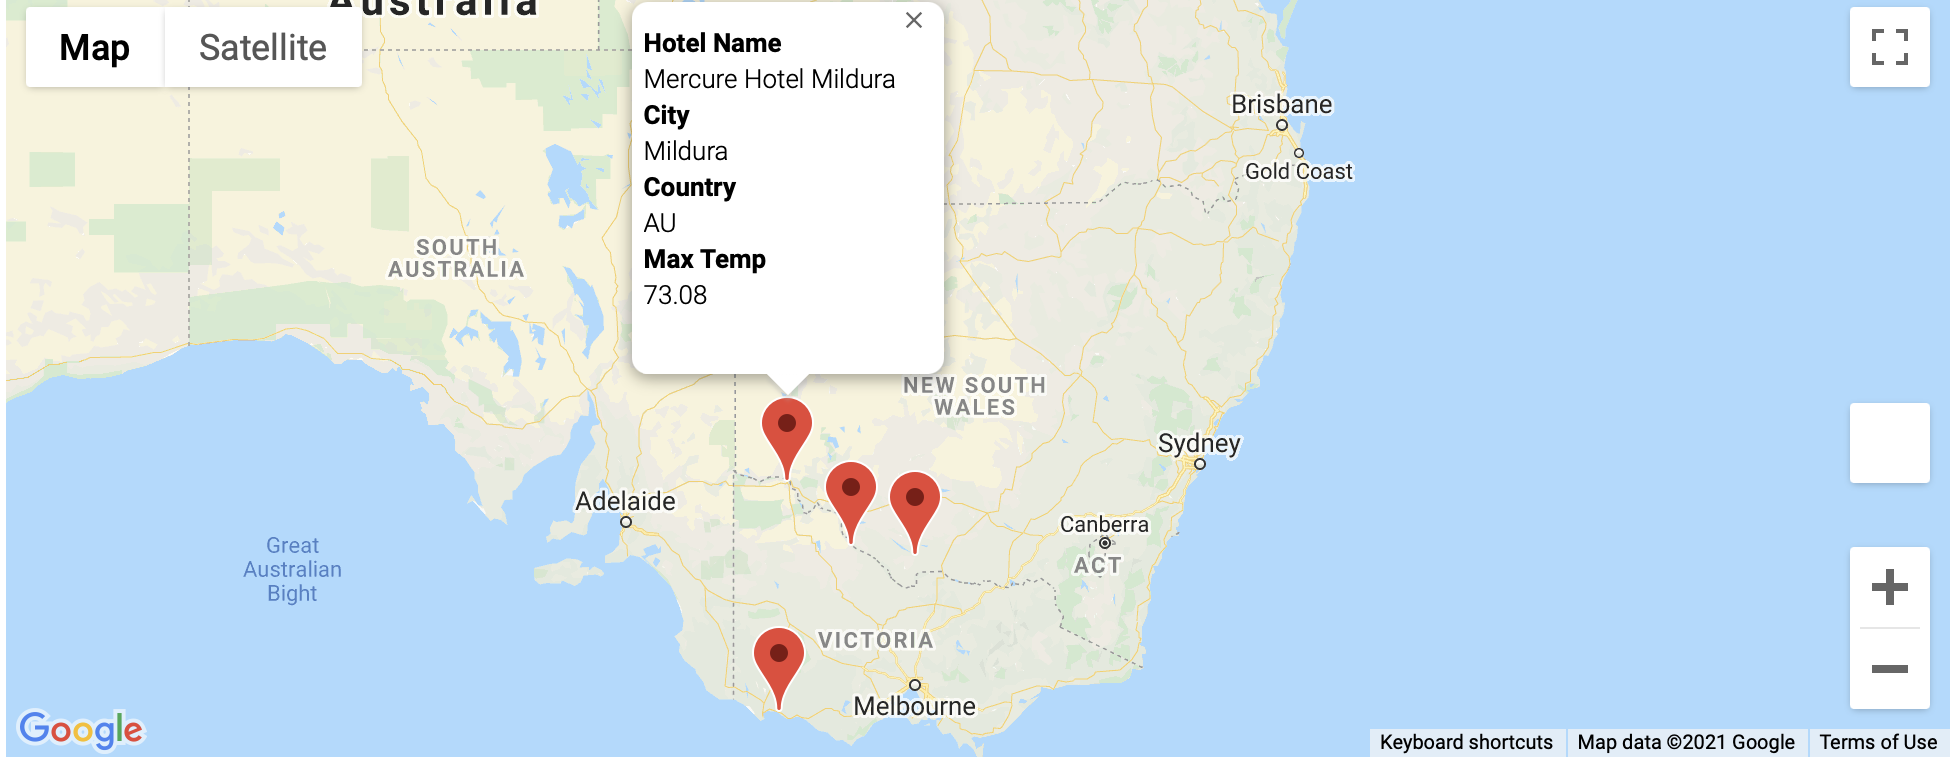 Australia
Map
Satellite
Hotel Name
Mercure Hotel Mildura
City
Mildura
Country
AU
Max Temp
73.08
Brisbane
Gold Coast
SOUTH
AUSTRALIA
NEW SOUTH
WALES
Sydney
Adelaide
Canberra
ACT
Great
Australian
Bight
VICTORIA
Melbourne
Google
Keyboard shortcuts
Map data ©2021 Google
Terms of Use